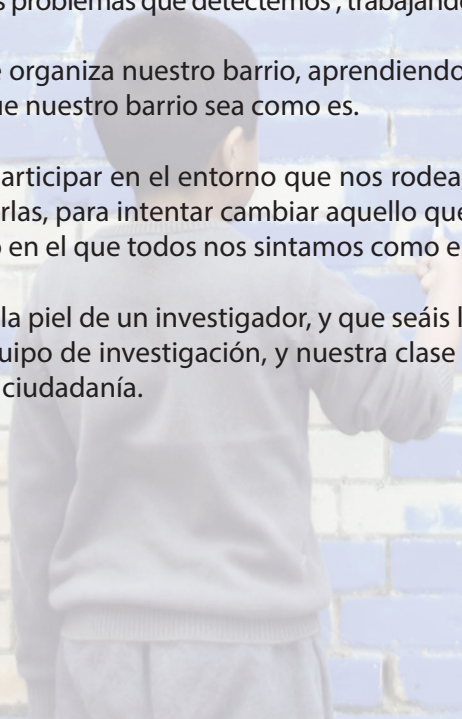 s problemas que detectemos , trabajando
organiza nuestro barrio, aprendiendo
ue nuestro barrio sea como es.
articipar en el entorno que nos rodea
rlas, para intentar cambiar aquello que
en el que todos nos sintamos como e
la piel de un investigador, y que seáis l
uipo de investigación, y nuestra clase
ciudadanía.